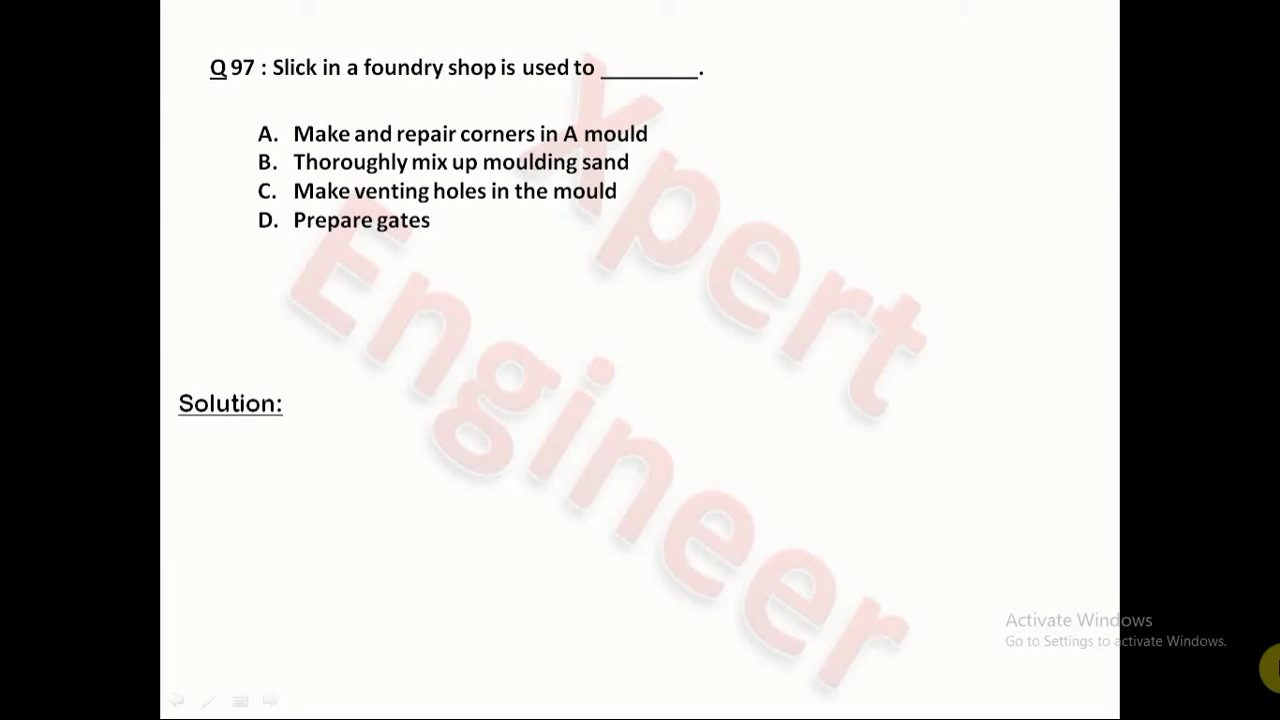 Q 97 : Slick in a foundry shop is used to ________.
A. Make and repair corners in A mould
B. Thoroughly mix up moulding sand
C. Make venting holes in the mould
D. Prepare gates
Xpert
Engineer
Solution:
Activate Windows
Go to Settings to activate Windows.